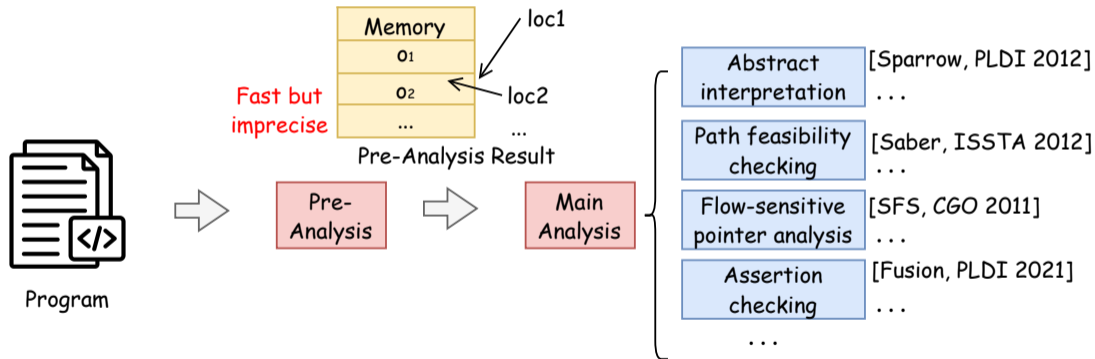 Memory
o1
o2
...
loc1
loc2
...
Fast but
imprecise
Pre-Analysis Result
</>
Program
Pre-
Analysis
Main
Analysis
Abstract
interpretation
[Sparrow, PLDI 2012]
...
Path feasibility
checking
[Saber, ISSTA 2012]
...
Flow-sensitive
pointer analysis
[SFS, CGO 2011]
...
Assertion
checking
[Fusion, PLDI 2021]
...
...